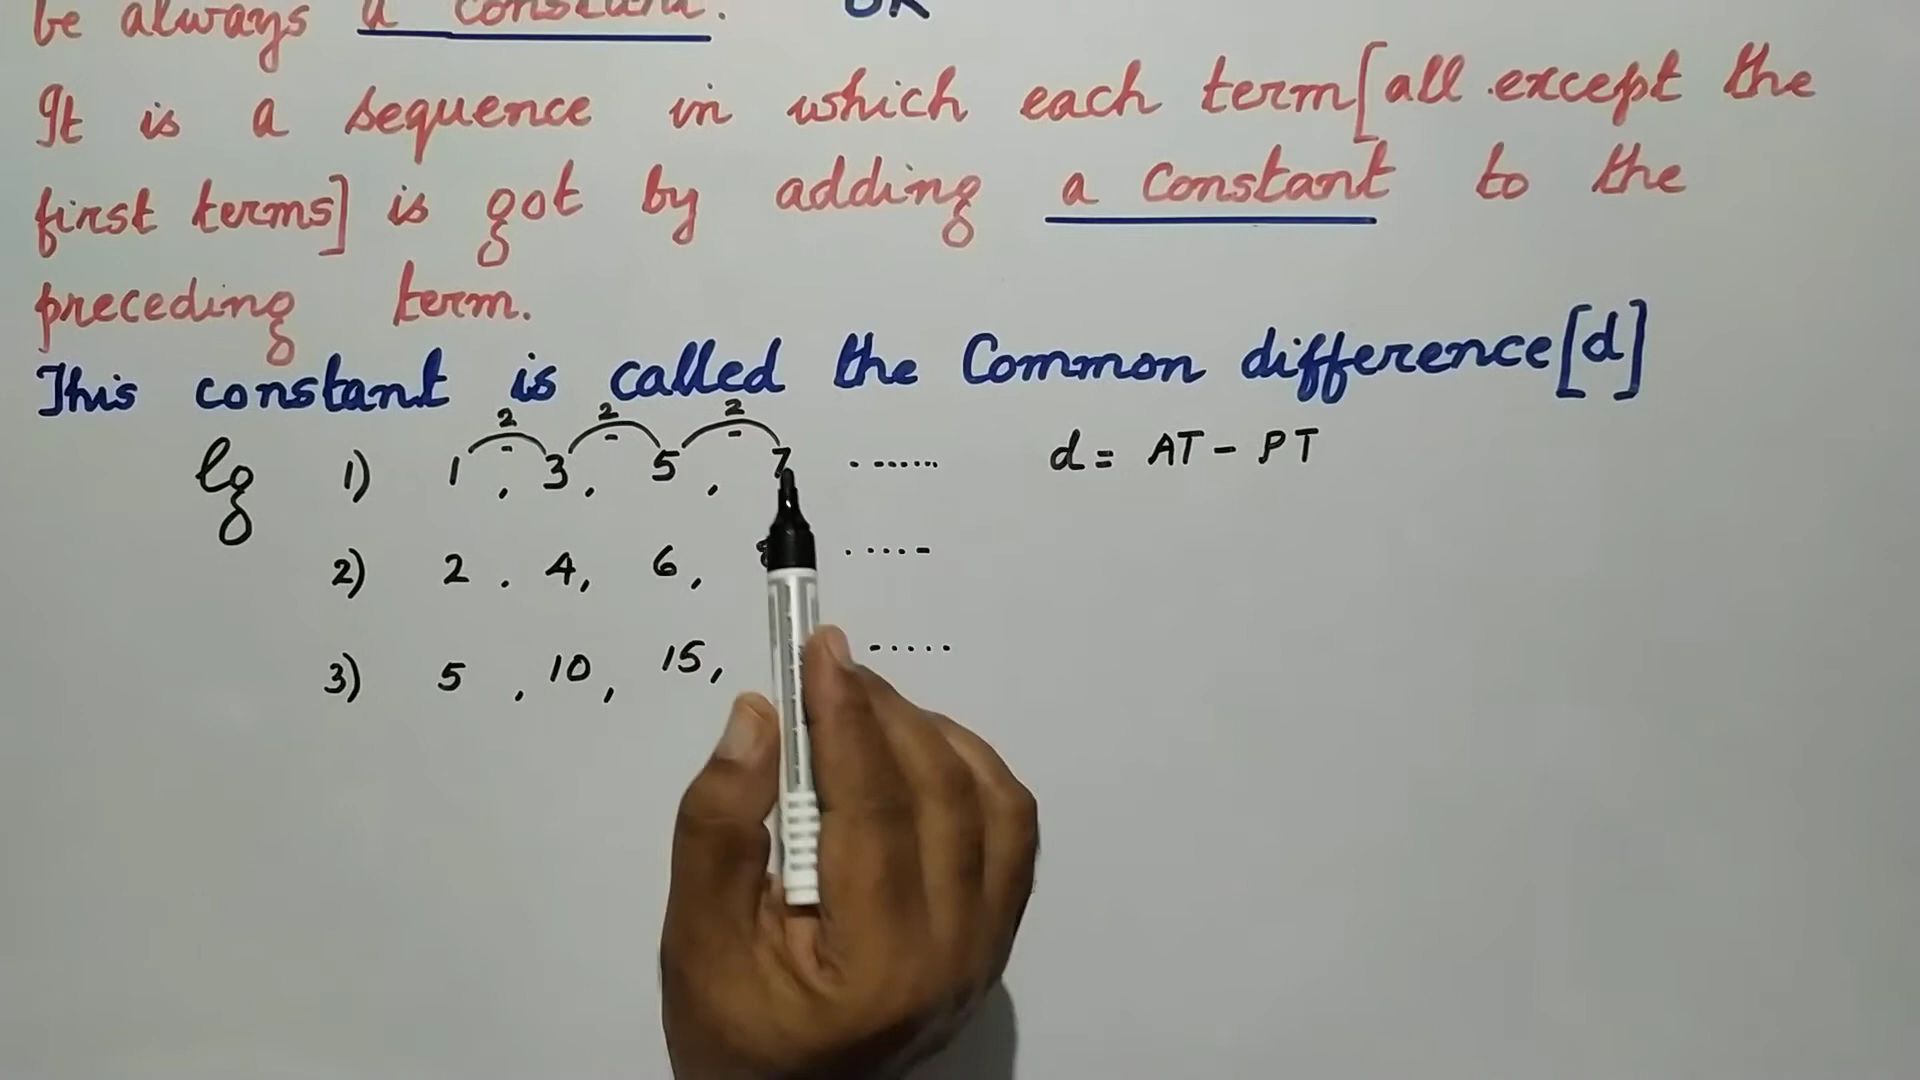 be always a constant. OR
It is a sequence in which each term [all except the
first terms] is got by adding a constant to the
preceding term.
This constant is called the Common difference [d]
2 2 2
- - -
Eg 1) 1, 3, 5, 7 ....... d = AT - PT
2) 2. 4, 6, .....
3) 5, 10, 15, .....